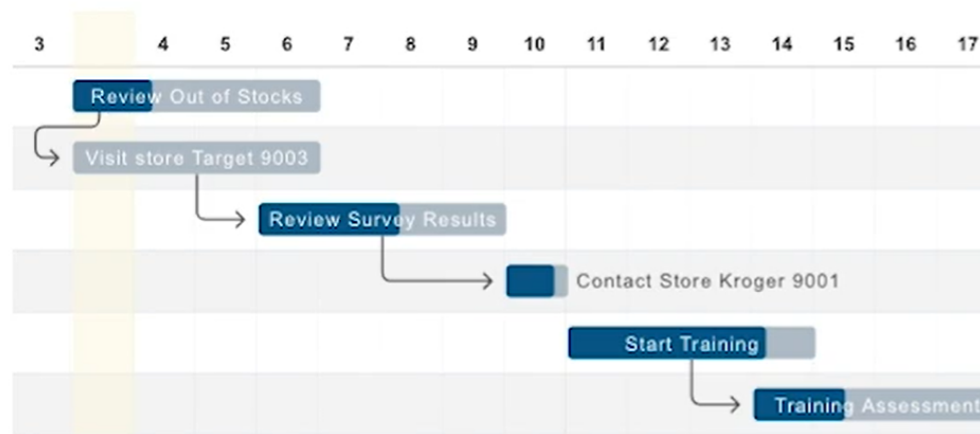 3 4 5 6 7 8 9 10 11 12 13 14 15 16 17
Review Out of Stocks
Visit store Target 9003
Review Survey Results
Contact Store Kroger 9001
Start Training
Training Assessment